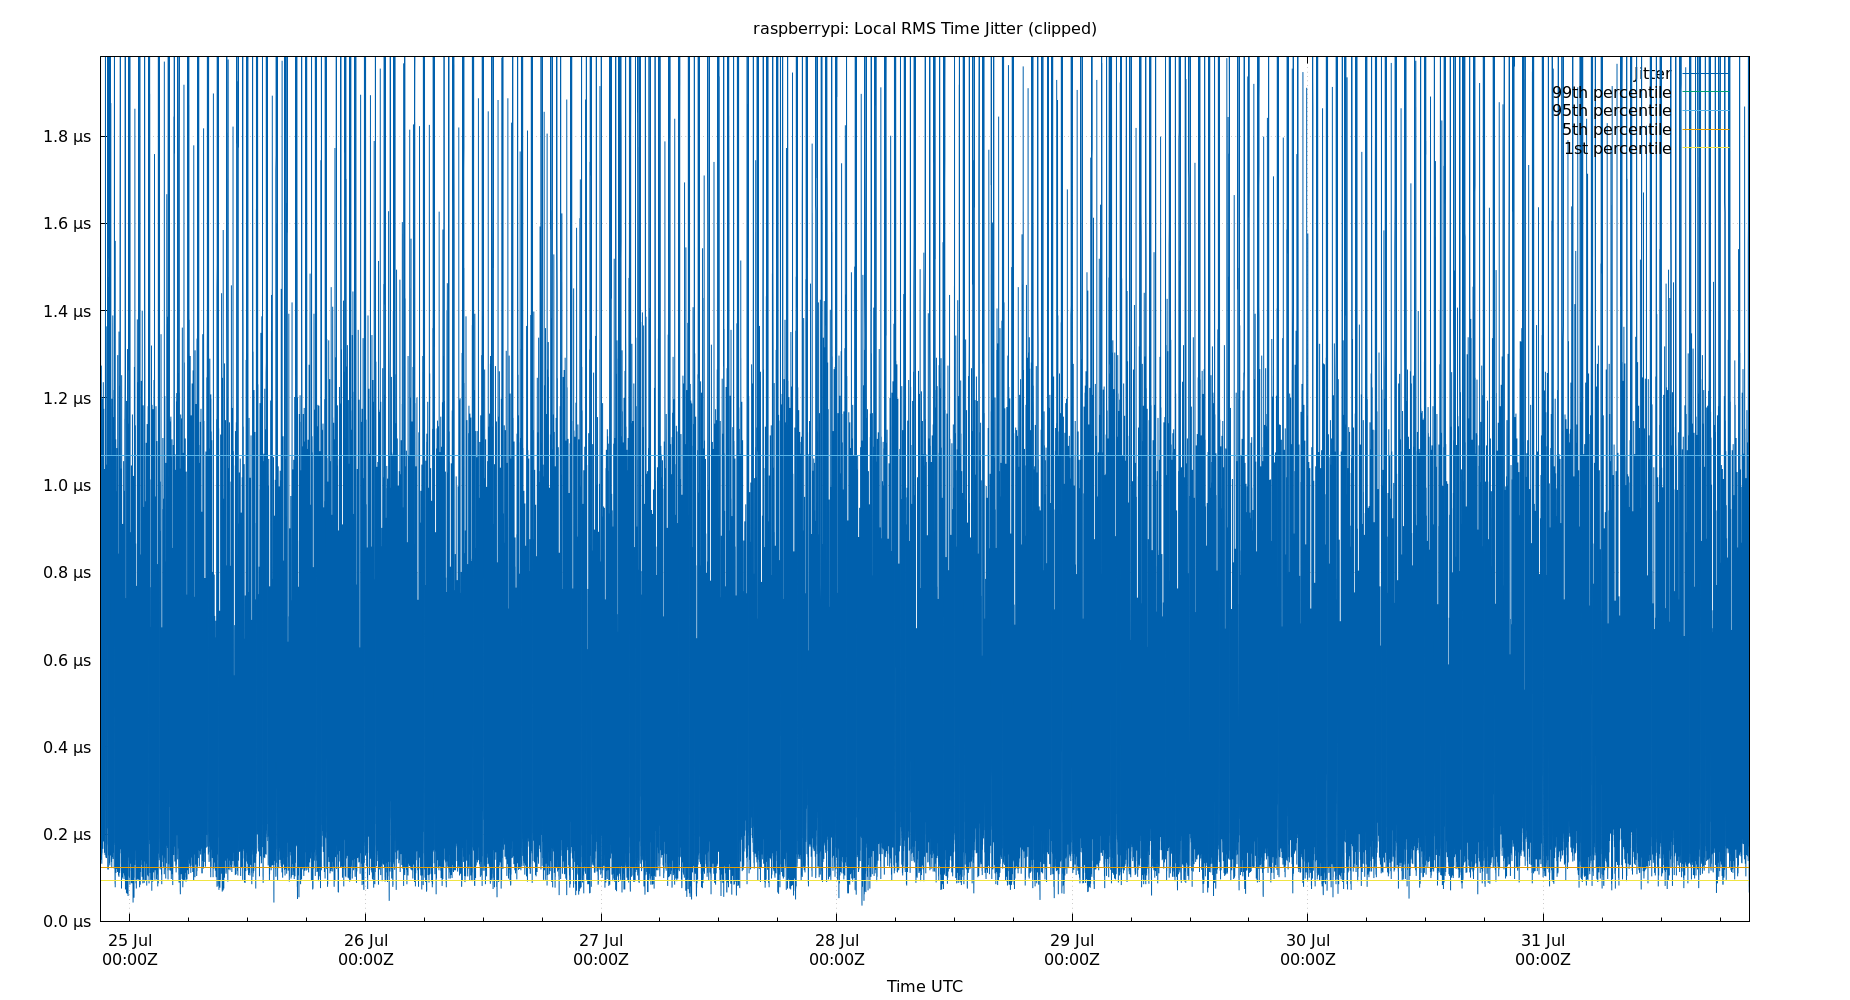 raspberrypi: Local RMS Time Jitter (clipped)
jitter
99th percentile
95th percentile
5th percentile
1st percentile
1.8 µs
1.6 µs
1.4 µs
1.2 µs
1.0 µs
0.8 µs
0.6 µs
0.4 µs
0.2 µs
0.0 µs
25 Jul 26 Jul 27 Jul 28 Jul 29 Jul 30 Jul 31 Jul
00:00Z 00:00Z 00:00Z 00:00Z 00:00Z 00:00Z 00:00Z
Time UTC